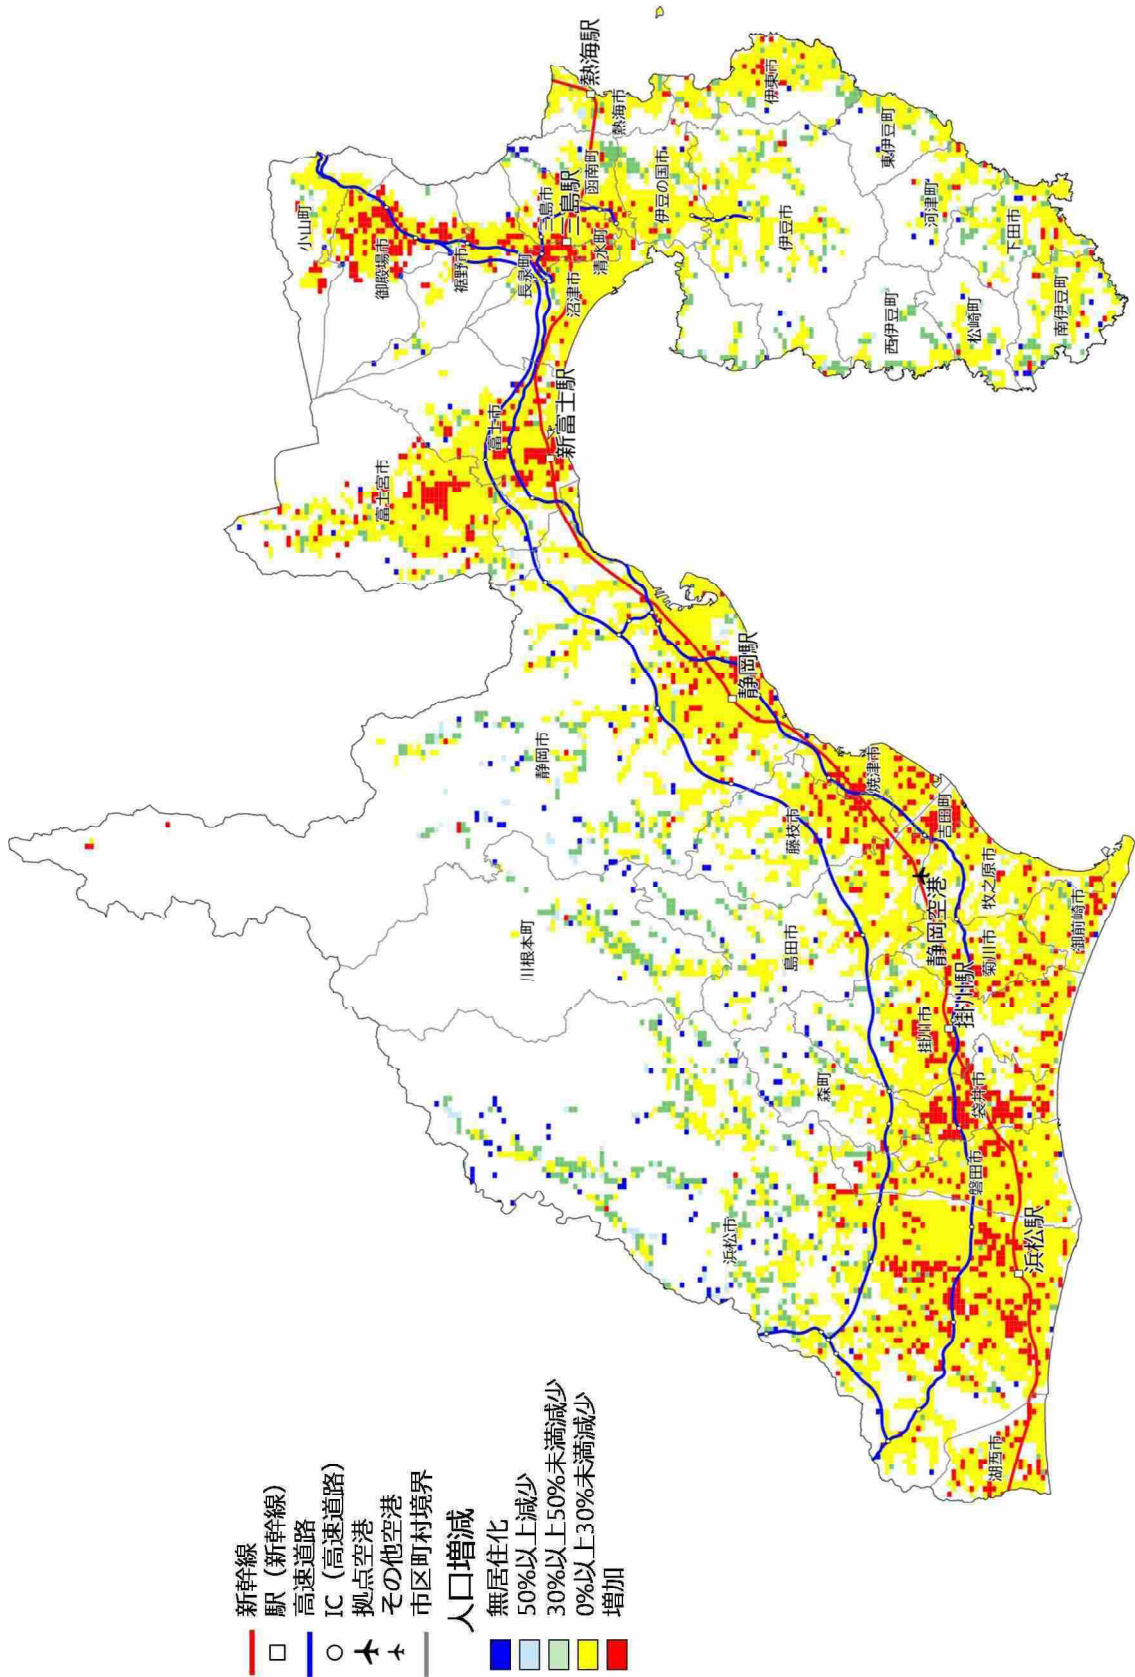 新幹線
駅（新幹線）
高速道路
IC（高速道路）
拠点空港
その他空港
市区町村境界
人口増減
無居住化
50%以上減少
30%以上50%未満減少
0%以上30%未満減少
増加
湖西市
浜松市
浜松駅
磐田市
袋井市
森町
掛川市
掛川駅
菊川市
御前崎市
牧之原市
静岡空港
島田市
川根本町
吉田町
藤枝市
焼津市
静岡市
静岡駅
富士宮市
富士市
新富士駅
沼津市
長泉町
清水町
裾野市
御殿場市
小山町
三島市
三島駅
函南町
熱海市
熱海駅
伊豆の国市
伊豆市
伊東市
東伊豆町
河津町
下田市
西伊豆町
松崎町
南伊豆町